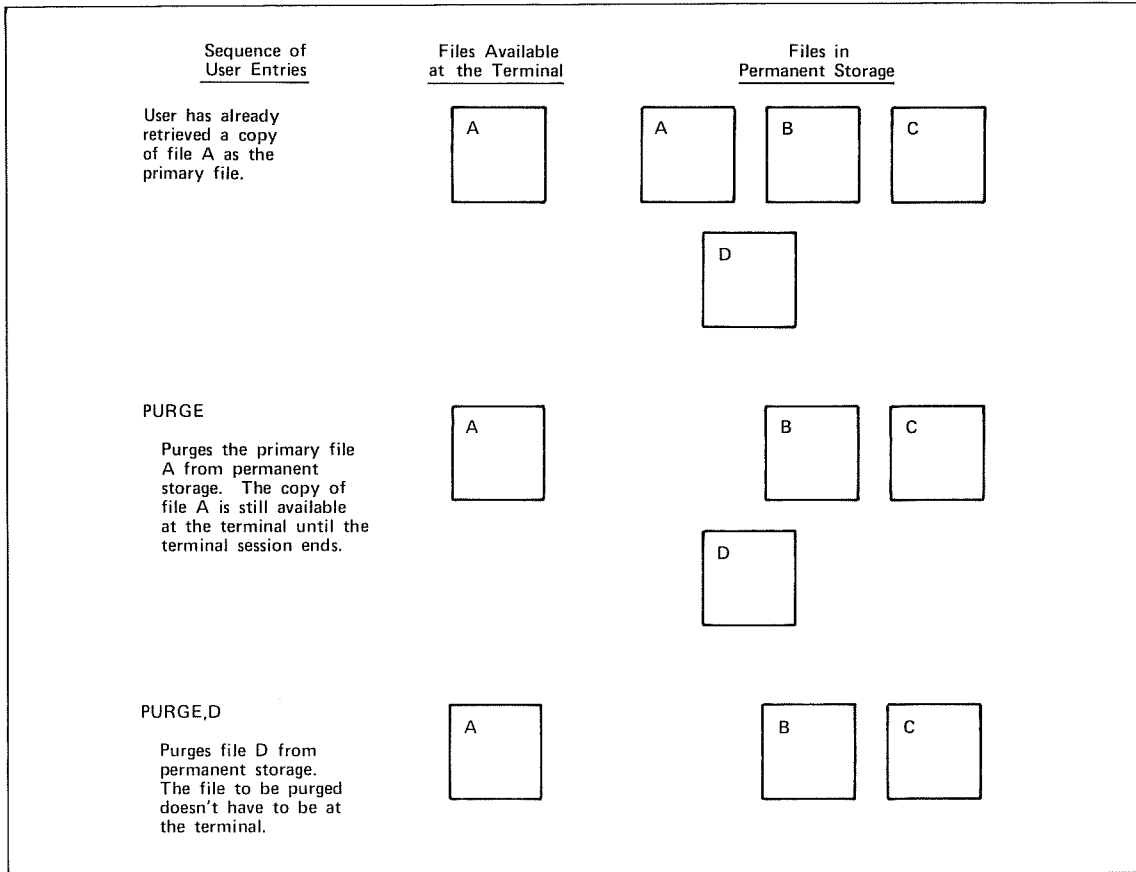 Sequence of
User Entries
Files Available
at the Terminal
Files in
Permanent Storage
User has already
retrieved a copy
of file A as the
primary file.
A
A
B
C
D
PURGE
Purges the primary file
A from permanent
storage. The copy of
file A is still available
at the terminal until the
terminal session ends.
A
B
C
D
PURGE,D
Purges file D from
permanent storage.
The file to be purged
doesn't have to be at
the terminal.
A
B
C